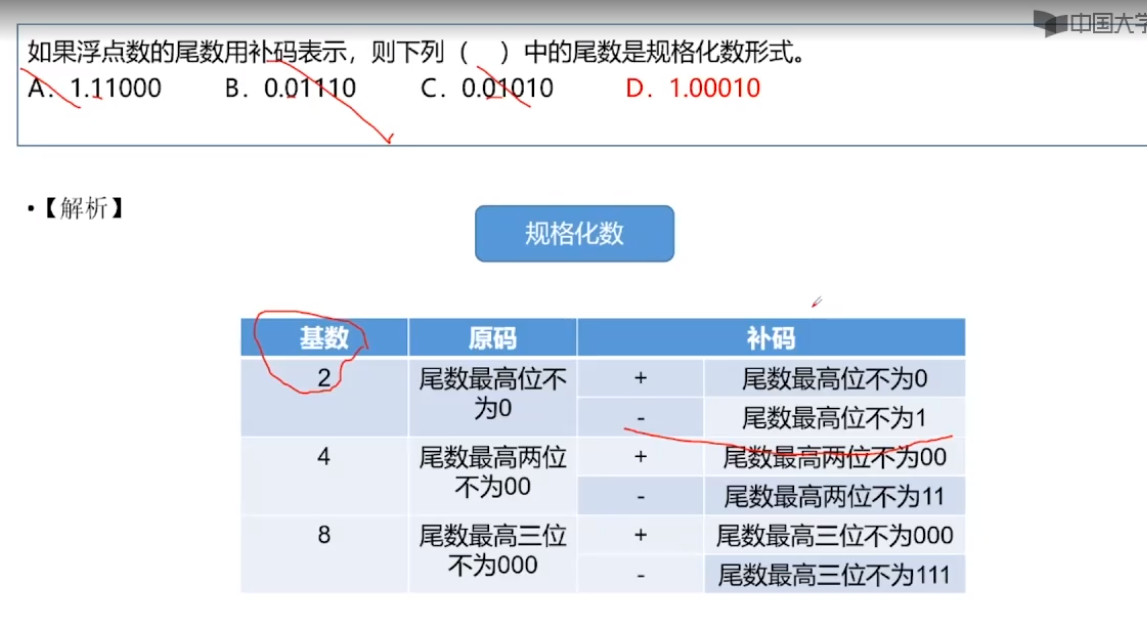 中国大学
如果浮点数的尾数用补码表示，则下列（ ）中的尾数是规格化数形式。
A．1.11000 B．0.01110 C．0.01010 D．1.00010
•【解析】
规格化数
基数 原码 补码
2 尾数最高位不为0 + 尾数最高位不为0
- 尾数最高位不为1
4 尾数最高两位不为00 + 尾数最高两位不为00
- 尾数最高两位不为11
8 尾数最高三位不为000 + 尾数最高三位不为000
- 尾数最高三位不为111